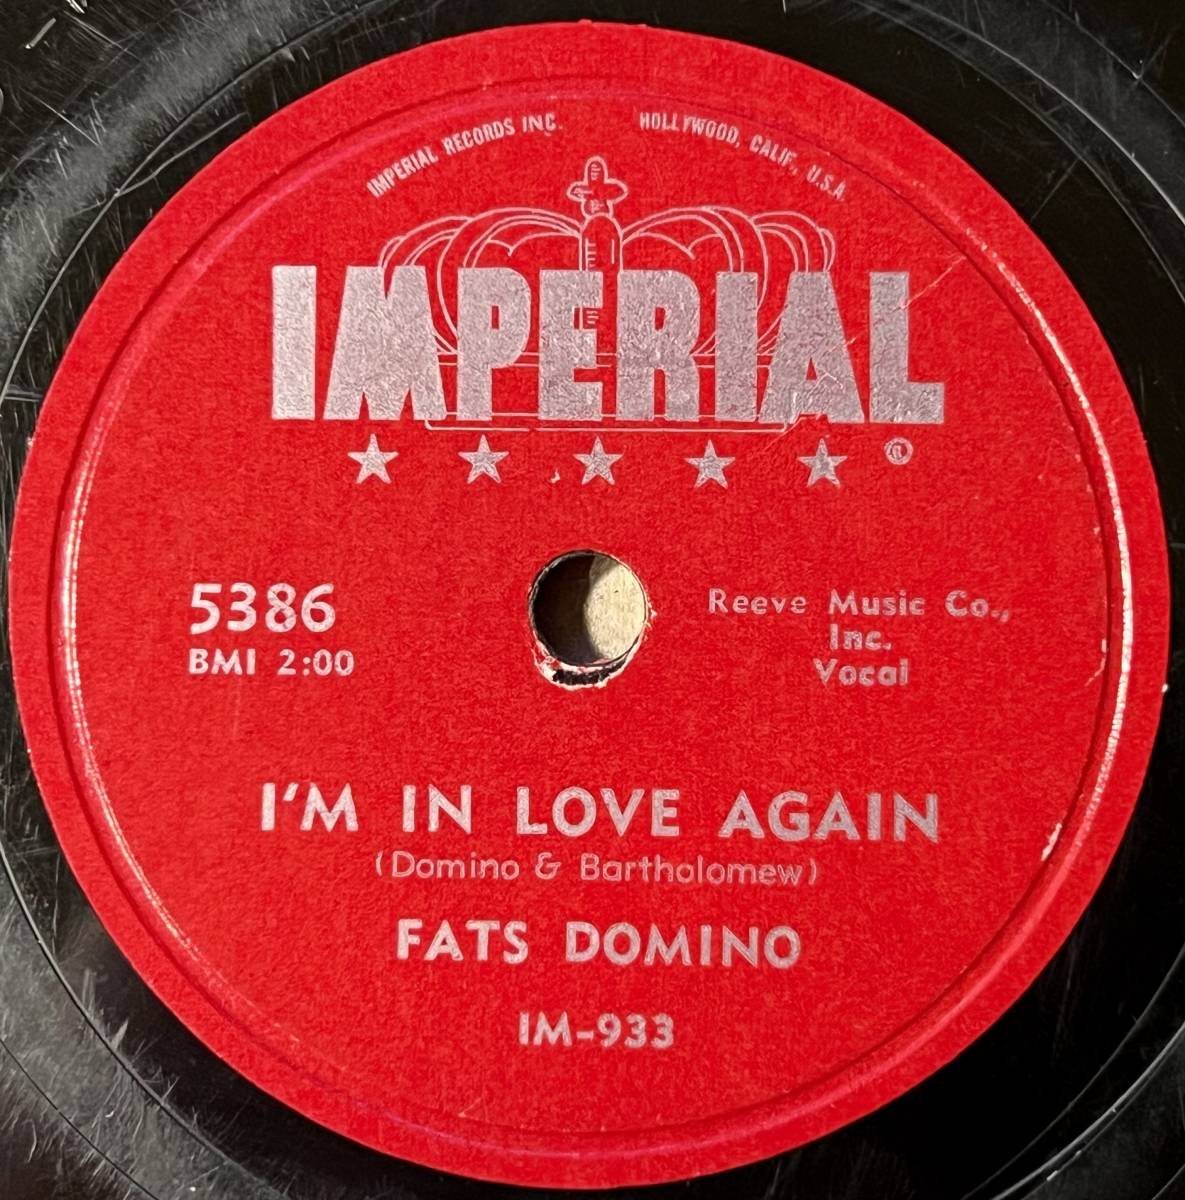 IMPERIAL RECORDS INC. HOLLYWOOD, CALIF., U.S.A.
IMPERIAL
®
5386
BMI 2:00
Reeve Music Co.,
Inc.
Vocal
I'M IN LOVE AGAIN
(Domino & Bartholomew)
FATS DOMINO
IM-933